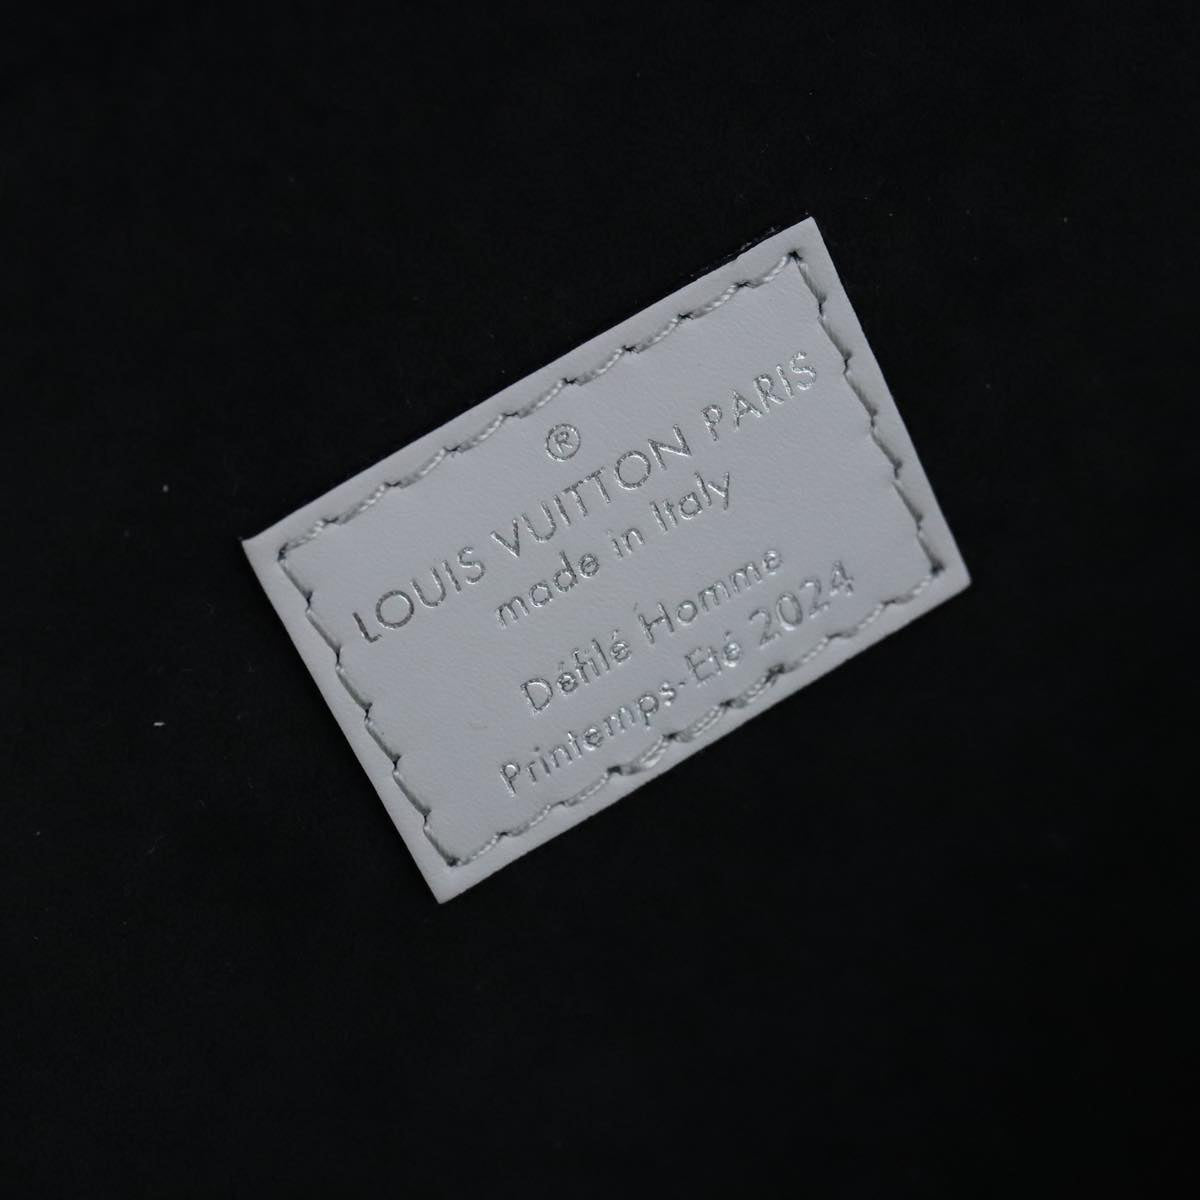 ®
LOUIS VUITTON PARIS
made in Italy
Défilé Homme
Printemps-Eté 2024